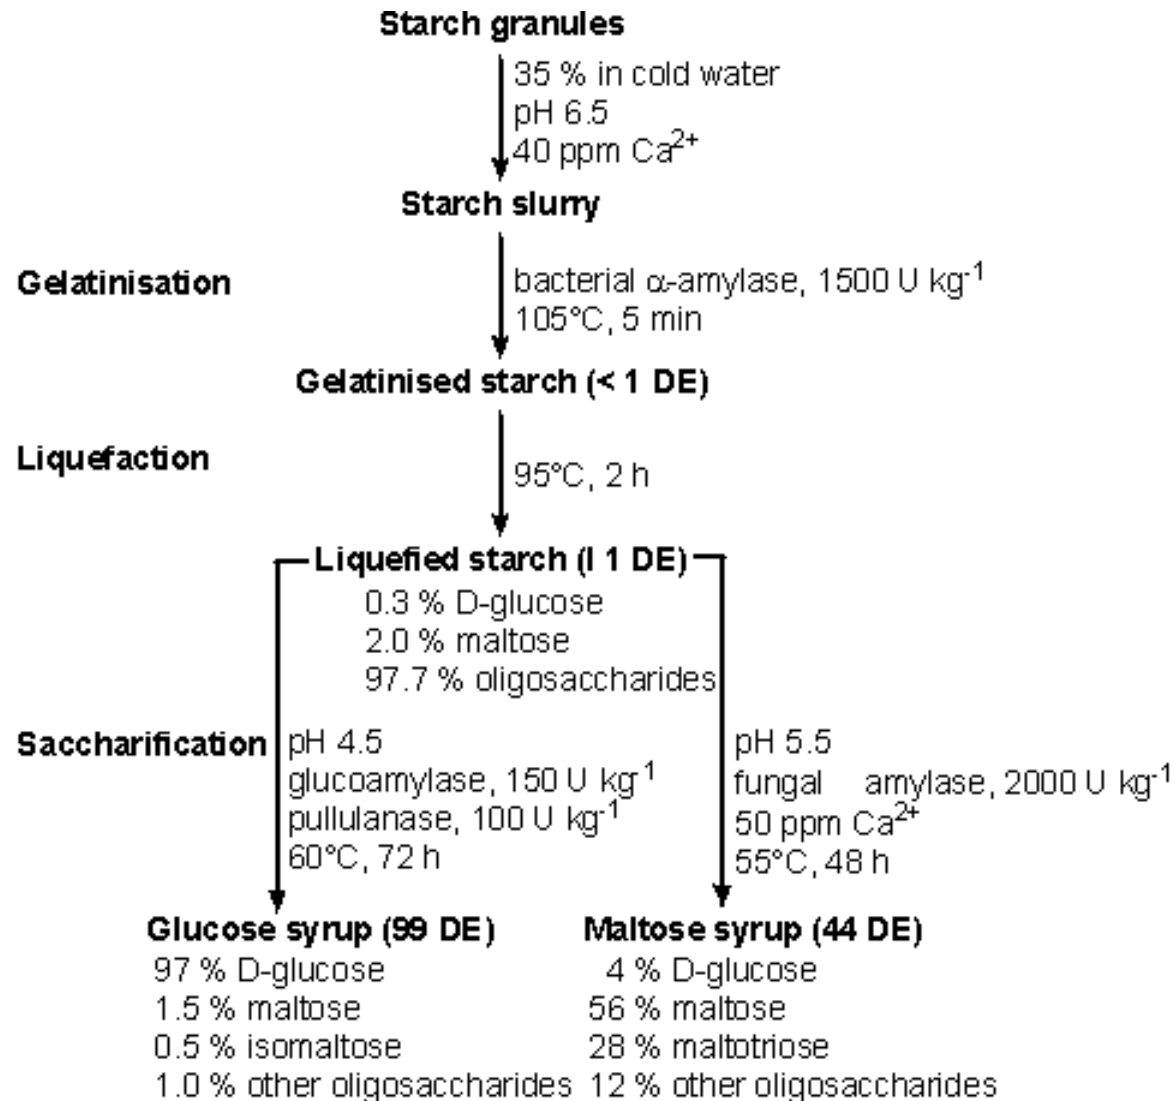 Starch granules
35 % in cold water
pH 6.5
40 ppm Ca2+
Starch slurry
Gelatinisation
bacterial α-amylase, 1500 U kg-1
105°C, 5 min
Gelatinised starch (< 1 DE)
Liquefaction
95°C, 2 h
Liquefied starch (l 1 DE)
0.3 % D-glucose
2.0 % maltose
97.7 % oligosaccharides
Saccharification
pH 4.5
glucoamylase, 150 U kg-1
pullulanase, 100 U kg-1
60°C, 72 h
pH 5.5
fungal amylase, 2000 U kg-1
50 ppm Ca2+
55°C, 48 h
Glucose syrup (99 DE)
97 % D-glucose
1.5 % maltose
0.5 % isomaltose
1.0 % other oligosaccharides
Maltose syrup (44 DE)
4 % D-glucose
56 % maltose
28 % maltotriose
12 % other oligosaccharides